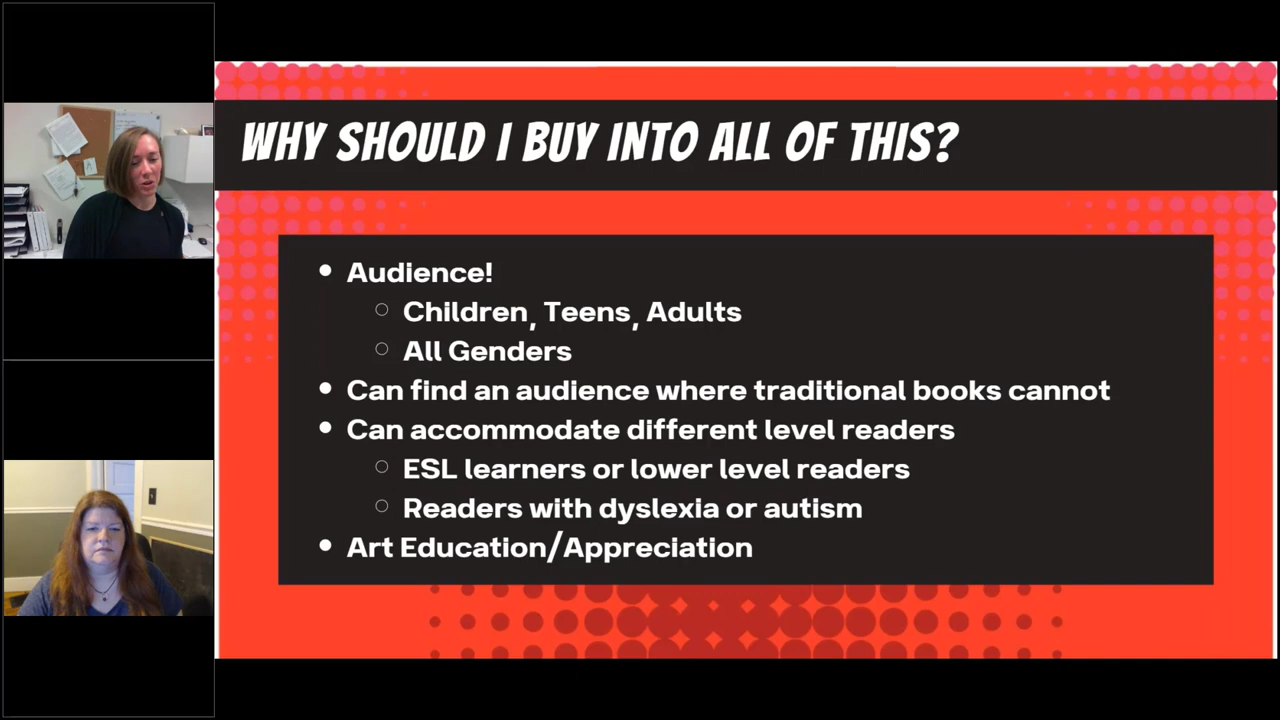 WHY SHOULD I BUY INTO ALL OF THIS?
Audience!
Children, Teens, Adults
All Genders
Can find an audience where traditional books cannot
Can accommodate different level readers
ESL learners or lower level readers
Readers with dyslexia or autism
Art Education/Appreciation